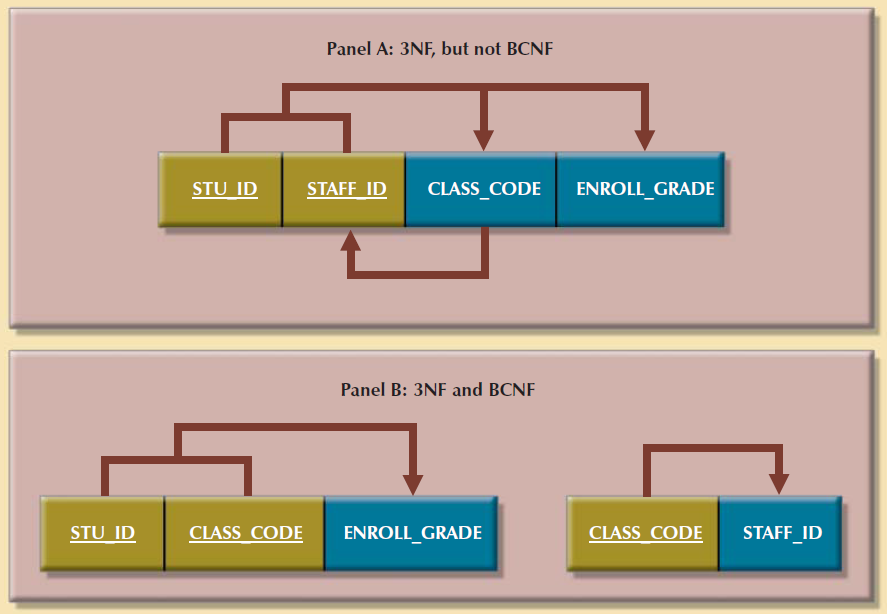 Panel A: 3NF, but not BCNF
STU_ID STAFF_ID CLASS_CODE ENROLL_GRADE
Panel B: 3NF and BCNF
STU_ID CLASS_CODE ENROLL_GRADE CLASS_CODE STAFF_ID